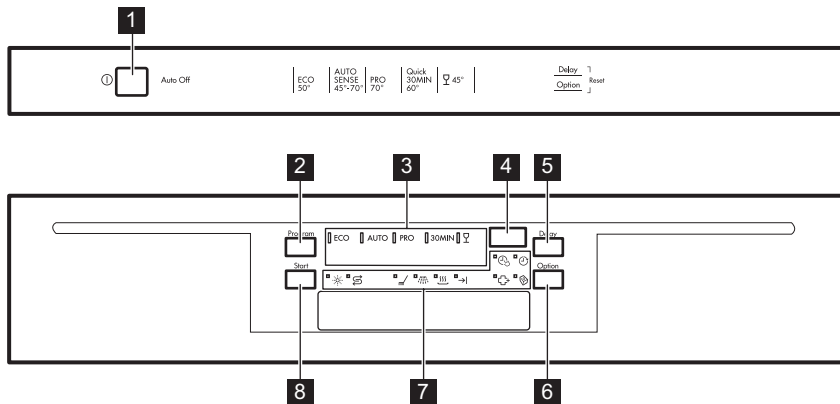 1
Auto Off
ECO
50°
AUTO
SENSE
45°-70°
PRO
70°
Quick
30MIN
60°
45°
Delay
Option
Reset
2
3
4
5
Program
ECO
AUTO
PRO
30MIN
Delay
Start
Option
8
7
6